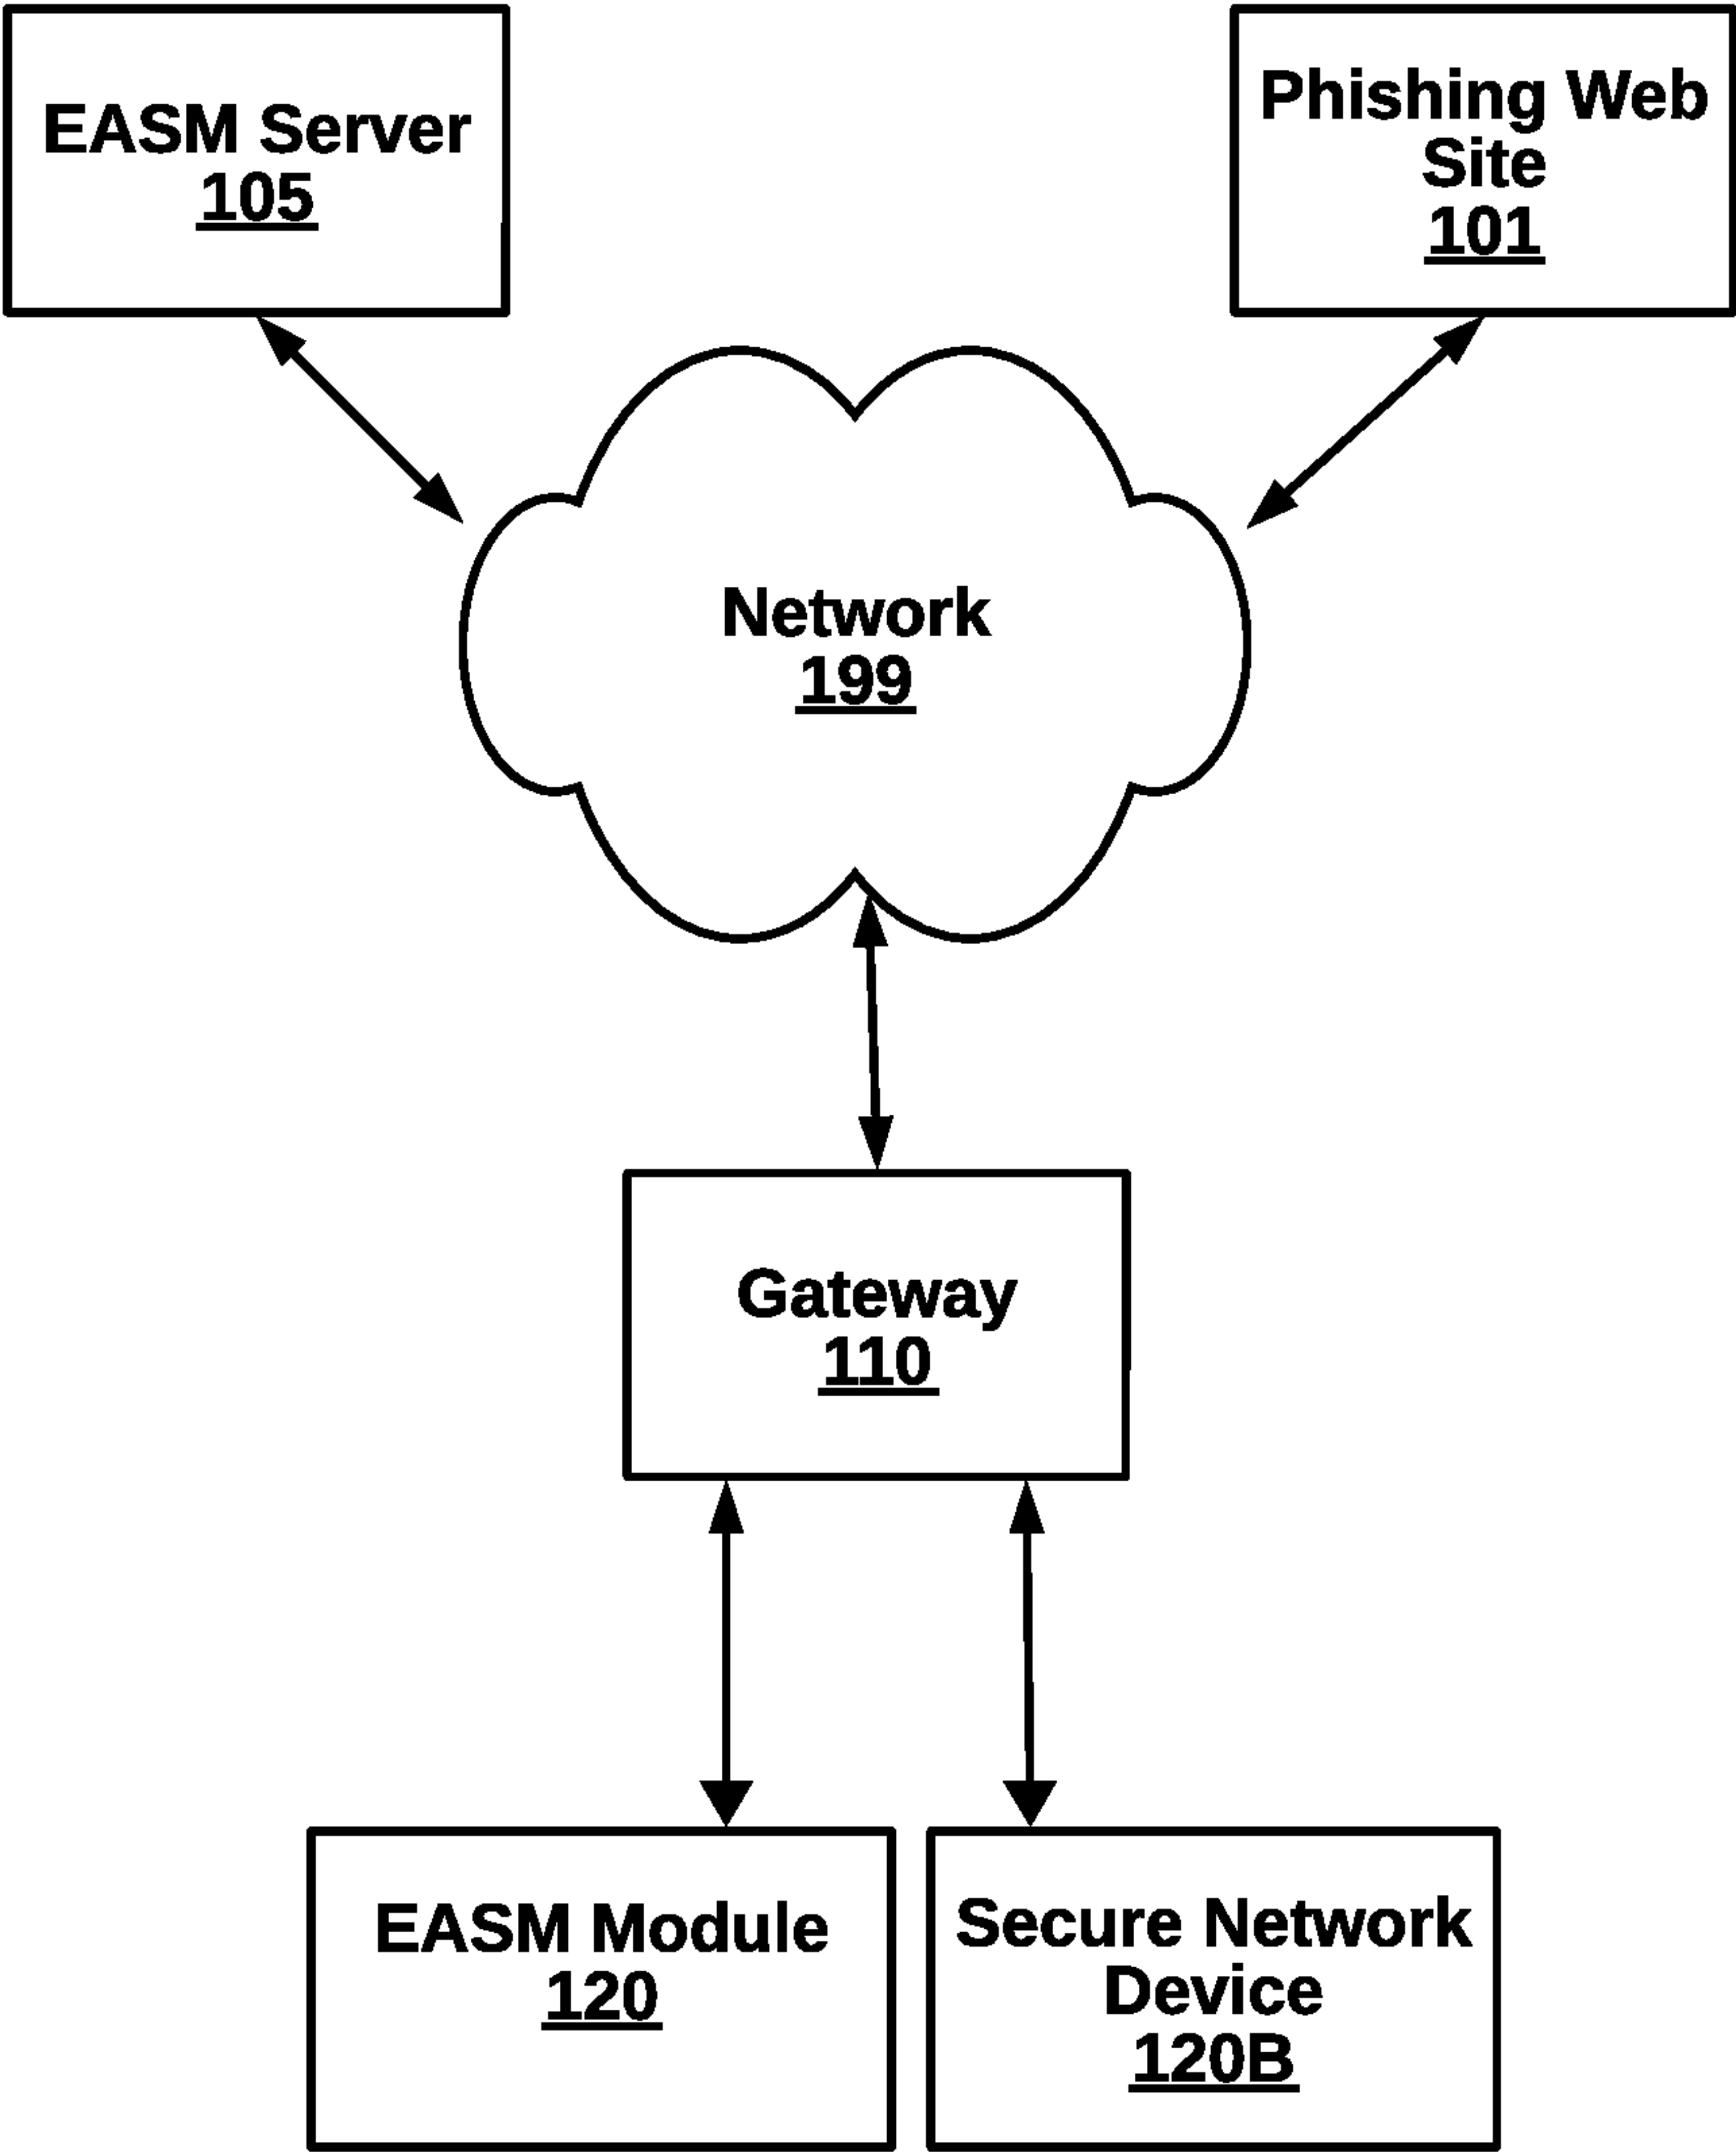 EASM Server
105
Phishing Web
Site
101
Network
199
Gateway
110
EASM Module
120
Secure Network
Device
120B